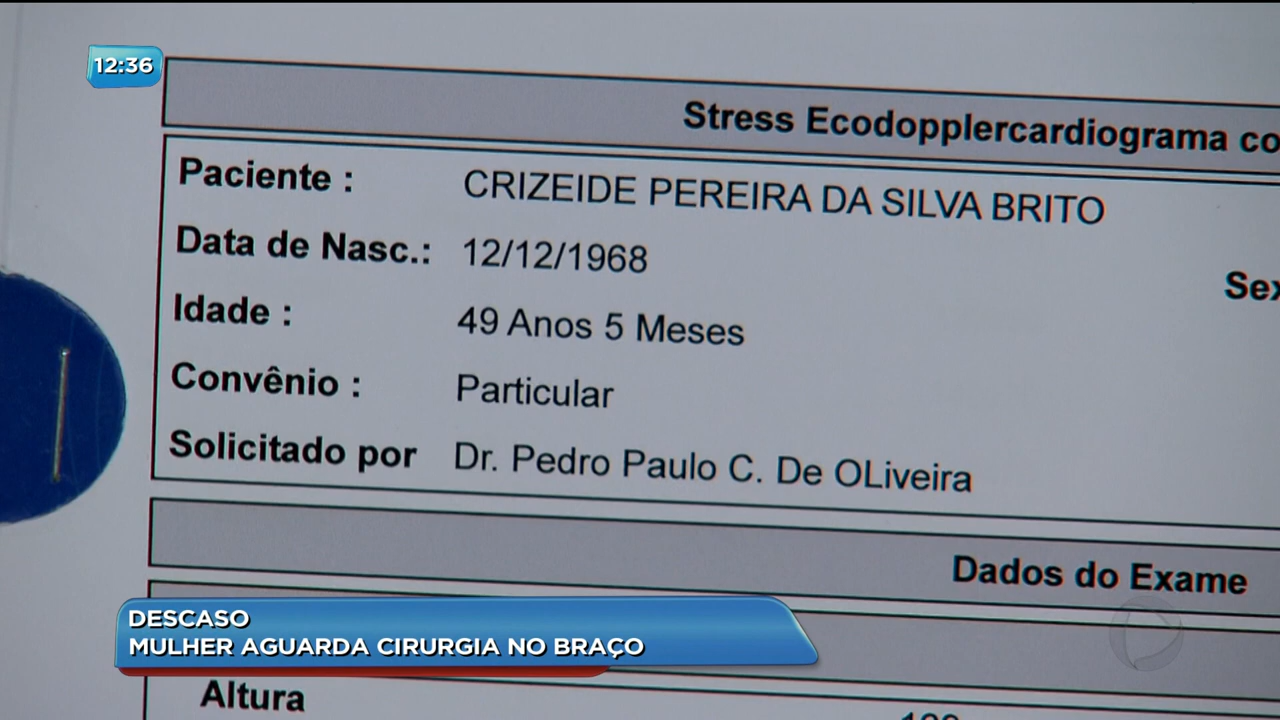 12:36
Stress Ecodopplercardiograma co
Paciente : CRIZEIDE PEREIRA DA SILVA BRITO
Data de Nasc.: 12/12/1968
Sex
Idade : 49 Anos 5 Meses
Convênio : Particular
Solicitado por Dr. Pedro Paulo C. De OLiveira
Dados do Exame
DESCASO
MULHER AGUARDA CIRURGIA NO BRAÇO
Altura